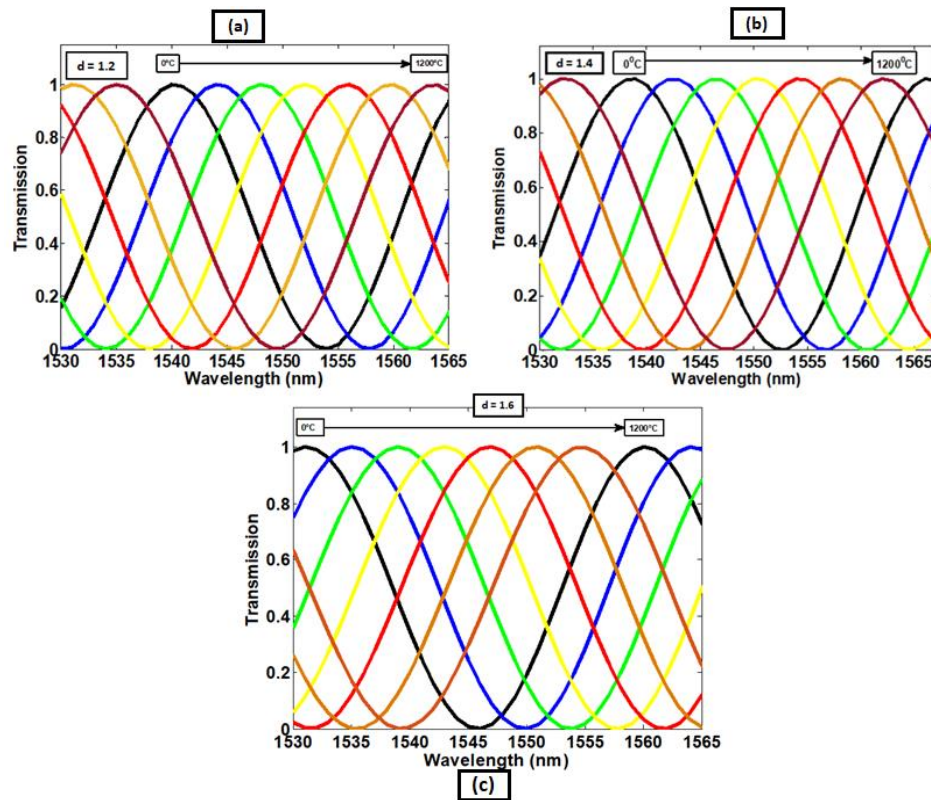 (a)
d = 1.2
0°C
1200°C
Transmission
1
0.8
0.6
0.4
0.2
0
1530 1535 1540 1545 1550 1555 1560 1565
Wavelength (nm)
(b)
d = 1.4
0⁰C
1200⁰C
Transmission
1
0.8
0.6
0.4
0.2
0
1530 1535 1540 1545 1550 1555 1560 1565
Wavelength (nm)
d = 1.6
0°C
1200°C
Transmission
1
0.8
0.6
0.4
0.2
0
1530 1535 1540 1545 1550 1555 1560 1565
Wavelength (nm)
(c)